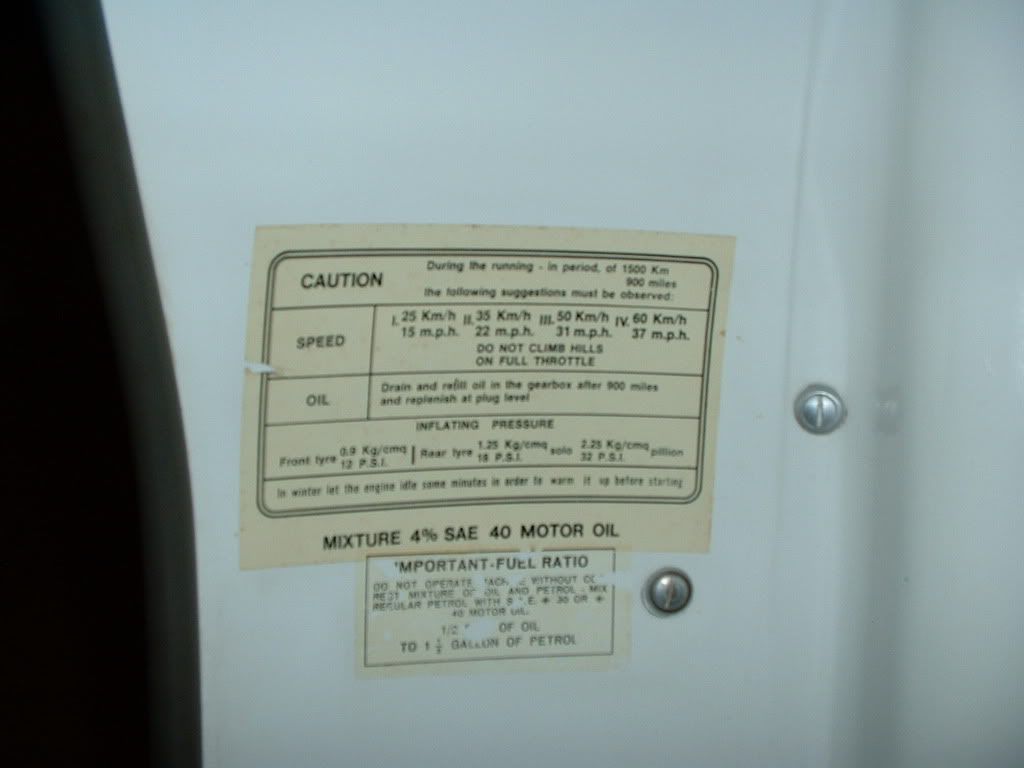 CAUTION
During the running - in period, of 1500 Km
900 miles
the following suggestions must be observed:
SPEED
I. 25 Km/h II. 35 Km/h III. 50 Km/h IV. 60 Km/h
15 m.p.h. 22 m.p.h. 31 m.p.h. 37 m.p.h.
DO NOT CLIMB HILLS
ON FULL THROTTLE
OIL
Drain and refill oil in the gearbox after 900 miles
and replenish at plug level
INFLATING PRESSURE
Front tyre 0.9 Kg/cmq 12 P.S.I. | Rear tyre 1.25 Kg/cmq 18 P.S.I. solo 2.25 Kg/cmq 32 P.S.I. pillion
In winter let the engine idle some minutes in order to warm it up before starting
MIXTURE 4% SAE 40 MOTOR OIL
IMPORTANT-FUEL RATIO
DO NOT OPERATE WITHOUT
RECT MIXTURE OF OIL AND PETROL - MIX
REGULAR PETROL WITH 30 OR
40 MOTOR OIL.
1/2 OF OIL
TO 1 1/2 GALLON OF PETROL